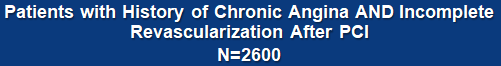 Patients with History of Chronic Angina AND Incomplete
Revascularization After PCI
N=2600